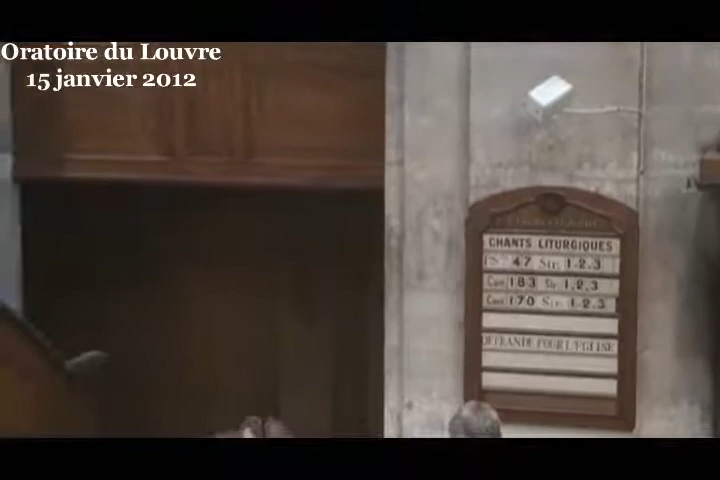 Oratoire du Louvre
15 janvier 2012
CHANTS LITURGIQUES
PS. 47 Str. 1.2.3
Cant 183 Str. 1.2.3
Cant 170 Str. 1.2.3
OFFRANDE POUR L'EGLISE